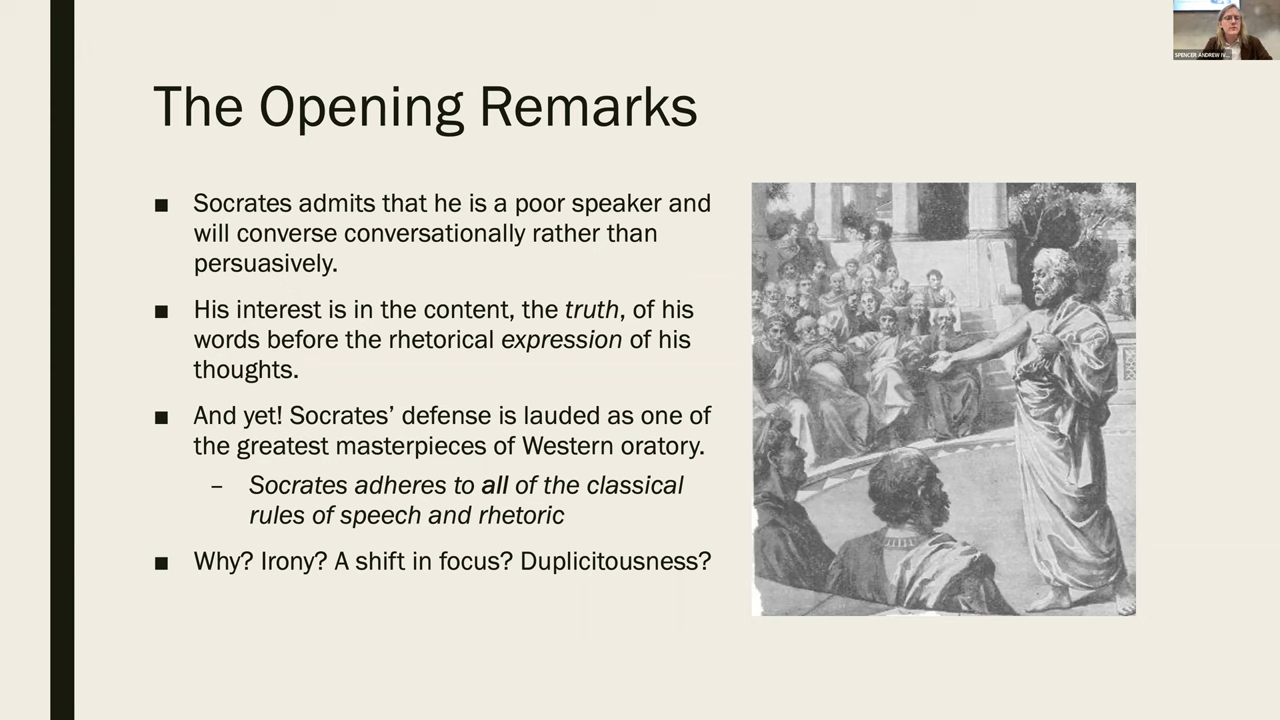 SPENCER ANDREW IV...
The Opening Remarks
■ Socrates admits that he is a poor speaker and
will converse conversationally rather than
persuasively.
■ His interest is in the content, the truth, of his
words before the rhetorical expression of his
thoughts.
■ And yet! Socrates’ defense is lauded as one of
the greatest masterpieces of Western oratory.
– Socrates adheres to all of the classical
rules of speech and rhetoric
■ Why? Irony? A shift in focus? Duplicitousness?